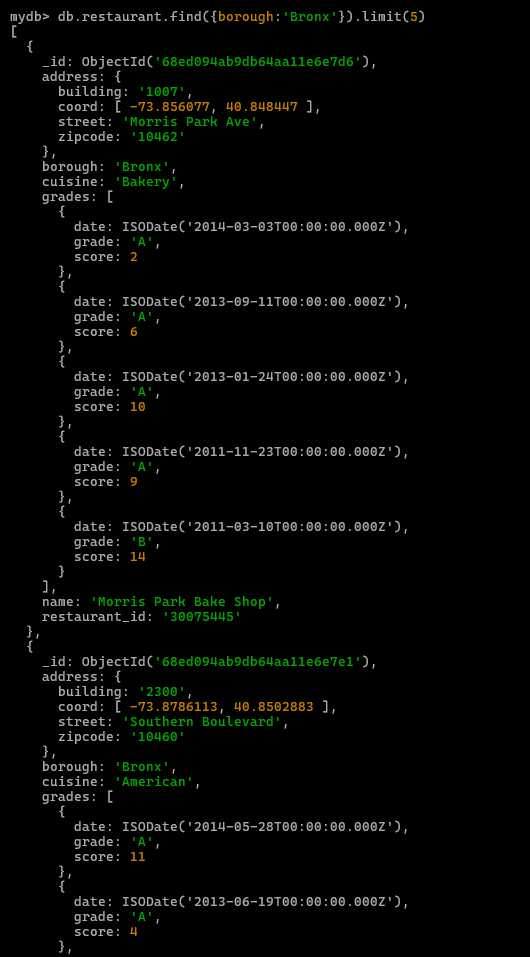 mydb> db.restaurant.find({borough:'Bronx'}).limit(5)
[
  {
    _id: ObjectId('68ed094ab9db64aa11e6e7d6'),
    address: {
      building: '1007',
      coord: [ -73.856077, 40.848447 ],
      street: 'Morris Park Ave',
      zipcode: '10462'
    },
    borough: 'Bronx',
    cuisine: 'Bakery',
    grades: [
      {
        date: ISODate('2014-03-03T00:00:00.000Z'),
        grade: 'A',
        score: 2
      },
      {
        date: ISODate('2013-09-11T00:00:00.000Z'),
        grade: 'A',
        score: 6
      },
      {
        date: ISODate('2013-01-24T00:00:00.000Z'),
        grade: 'A',
        score: 10
      },
      {
        date: ISODate('2011-11-23T00:00:00.000Z'),
        grade: 'A',
        score: 9
      },
      {
        date: ISODate('2011-03-10T00:00:00.000Z'),
        grade: 'B',
        score: 14
      }
    ],
    name: 'Morris Park Bake Shop',
    restaurant_id: '30075445'
  },
  {
    _id: ObjectId('68ed094ab9db64aa11e6e7e1'),
    address: {
      building: '2300',
      coord: [ -73.8786113, 40.8502883 ],
      street: 'Southern Boulevard',
      zipcode: '10460'
    },
    borough: 'Bronx',
    cuisine: 'American',
    grades: [
      {
        date: ISODate('2014-05-28T00:00:00.000Z'),
        grade: 'A',
        score: 11
      },
      {
        date: ISODate('2013-06-19T00:00:00.000Z'),
        grade: 'A',
        score: 4
      },